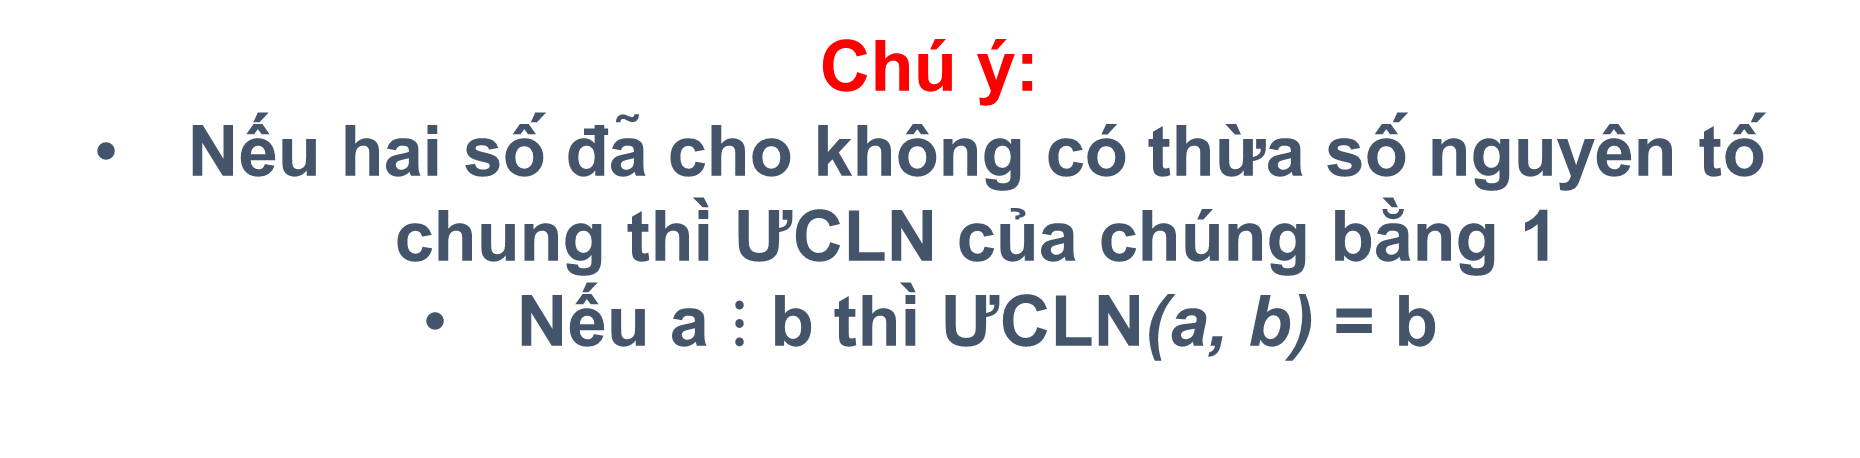 Chú ý:
• Nếu hai số đã cho không có thừa số nguyên tố
chung thì ƯCLN của chúng bằng 1
• Nếu a ⋮ b thì ƯCLN(a, b) = b